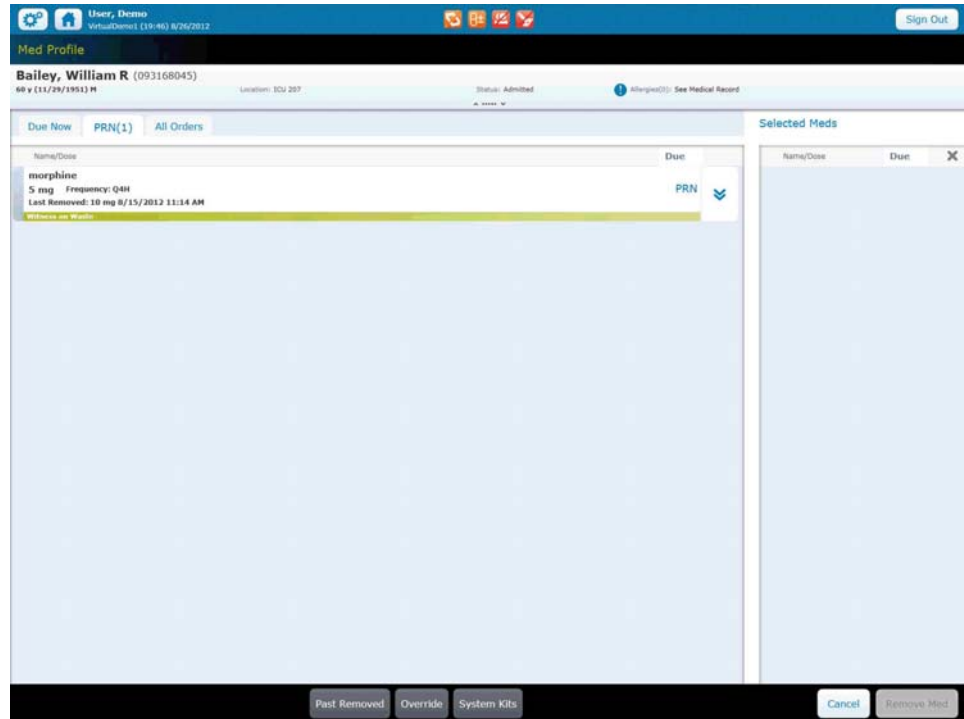 User, Demo
VirtualDemo1 (19:46) 8/26/2012
Sign Out
Med Profile
Bailey, William R (093168045)
60 y (11/29/1951) M
Location: ICU 207
Status: Admitted
Allergies(0): See Medical Record
Due Now
PRN(1)
All Orders
Selected Meds
Name/Dose
Due
Name/Dose
Due
morphine
5 mg Frequency: Q4H
PRN
Last Removed: 10 mg 8/15/2012 11:14 AM
Witness on Waste
Past Removed
Override
System Kits
Cancel
Remove Med